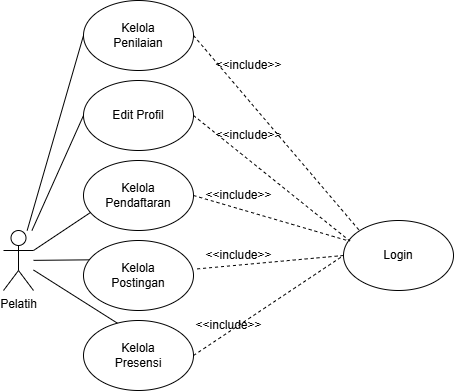 Kelola
Penilaian
<<include>>
Edit Profil
<<include>>
Kelola
Pendaftaran
<<include>>
Pelatih
Kelola
Postingan
<<include>>
Login
<<include>>
Kelola
Presensi